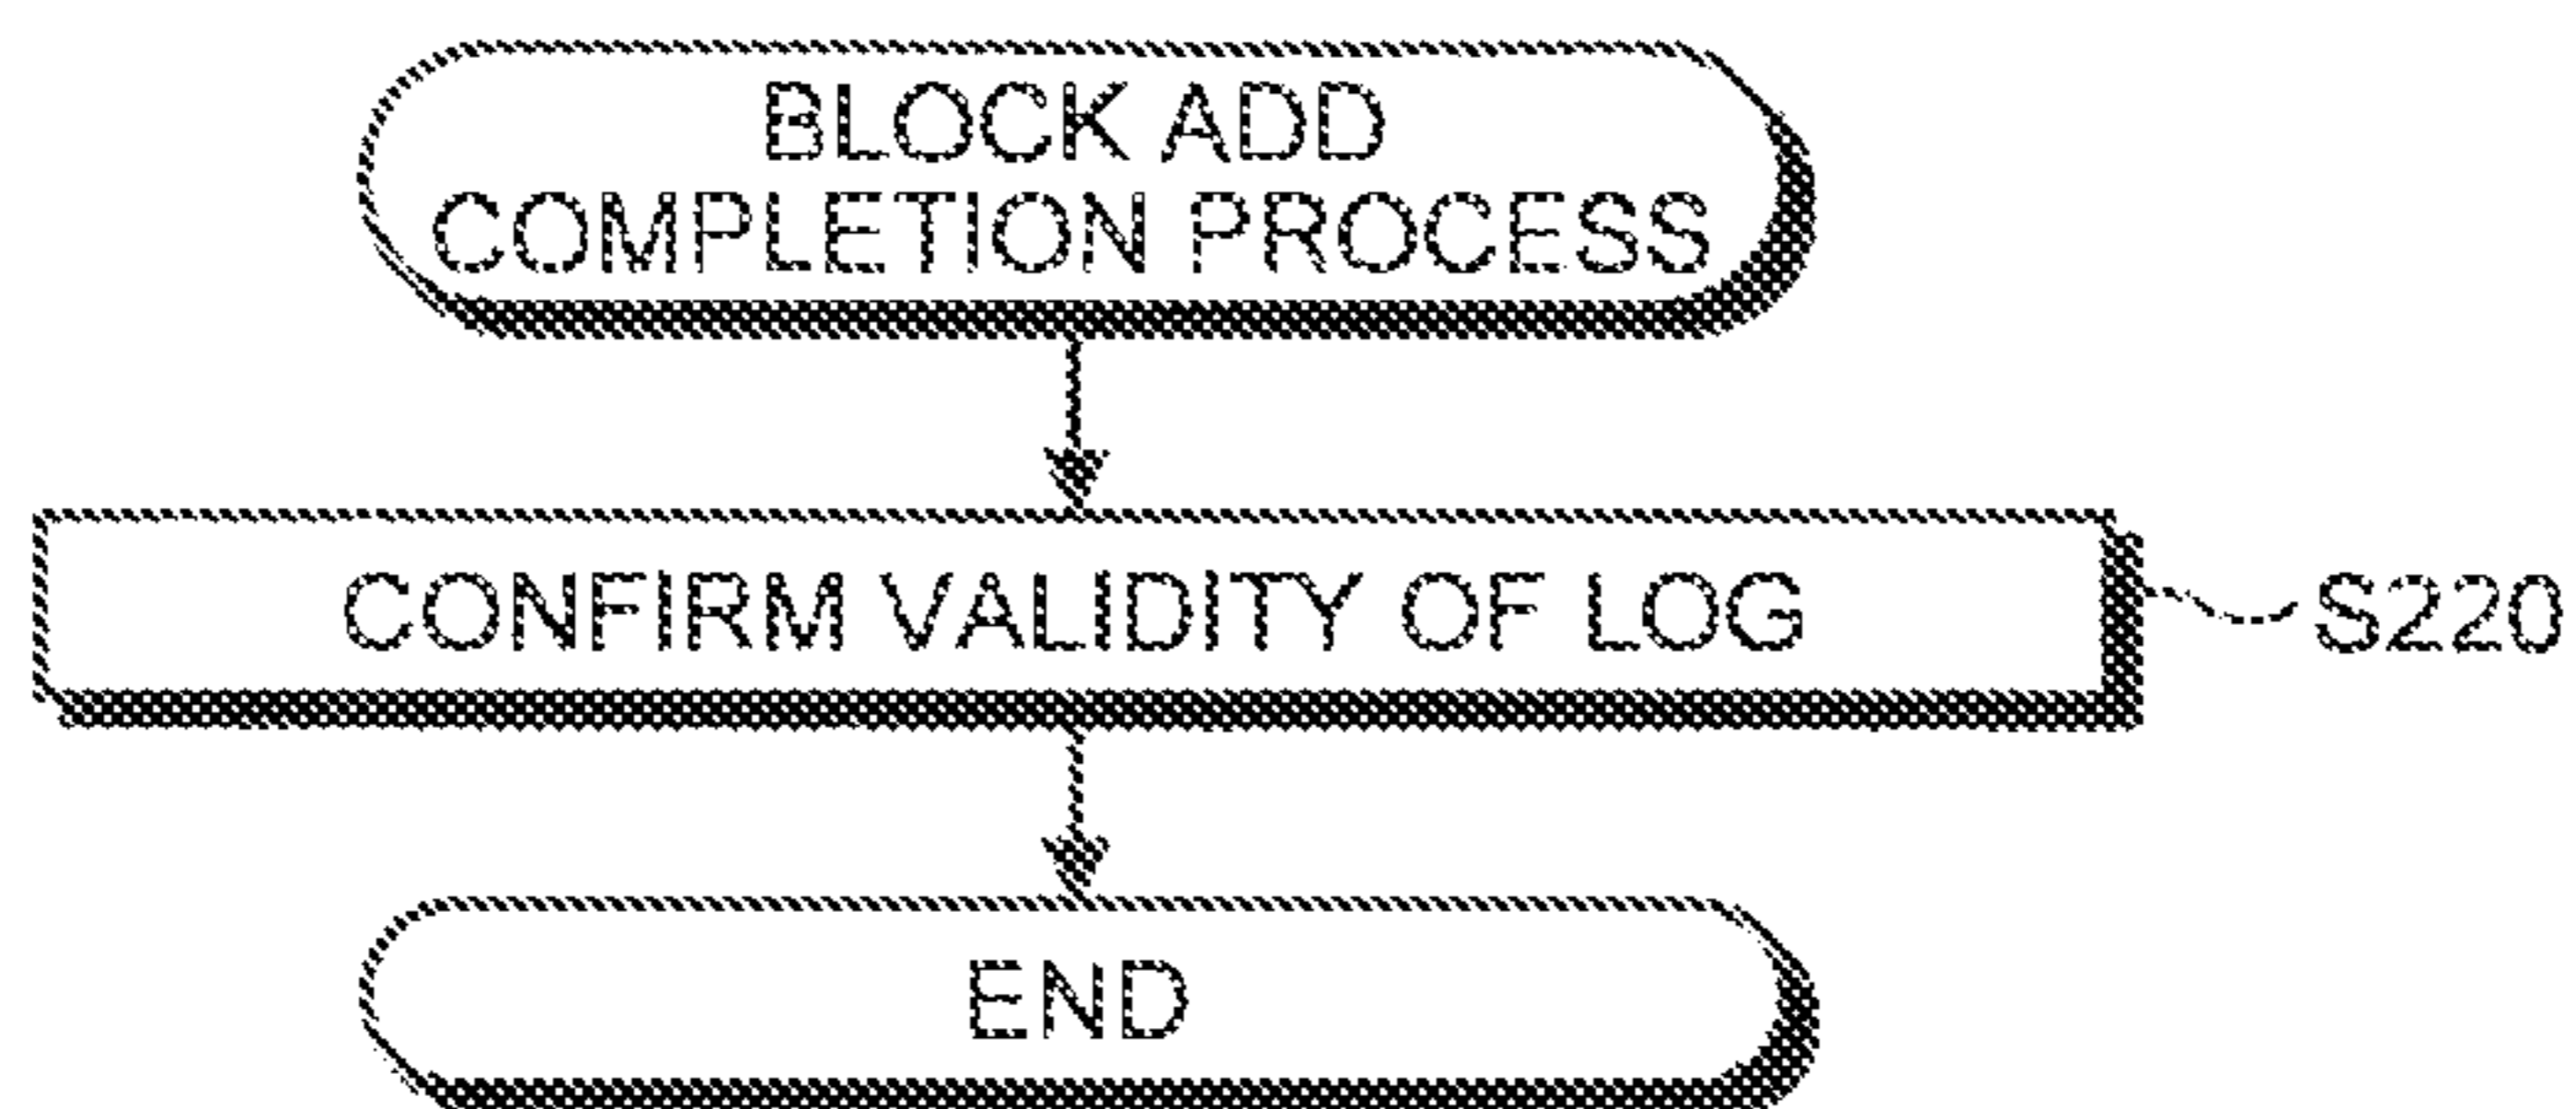 BLOCK ADD
COMPLETION PROCESS
CONFIRM VALIDITY OF LOG
S220
END